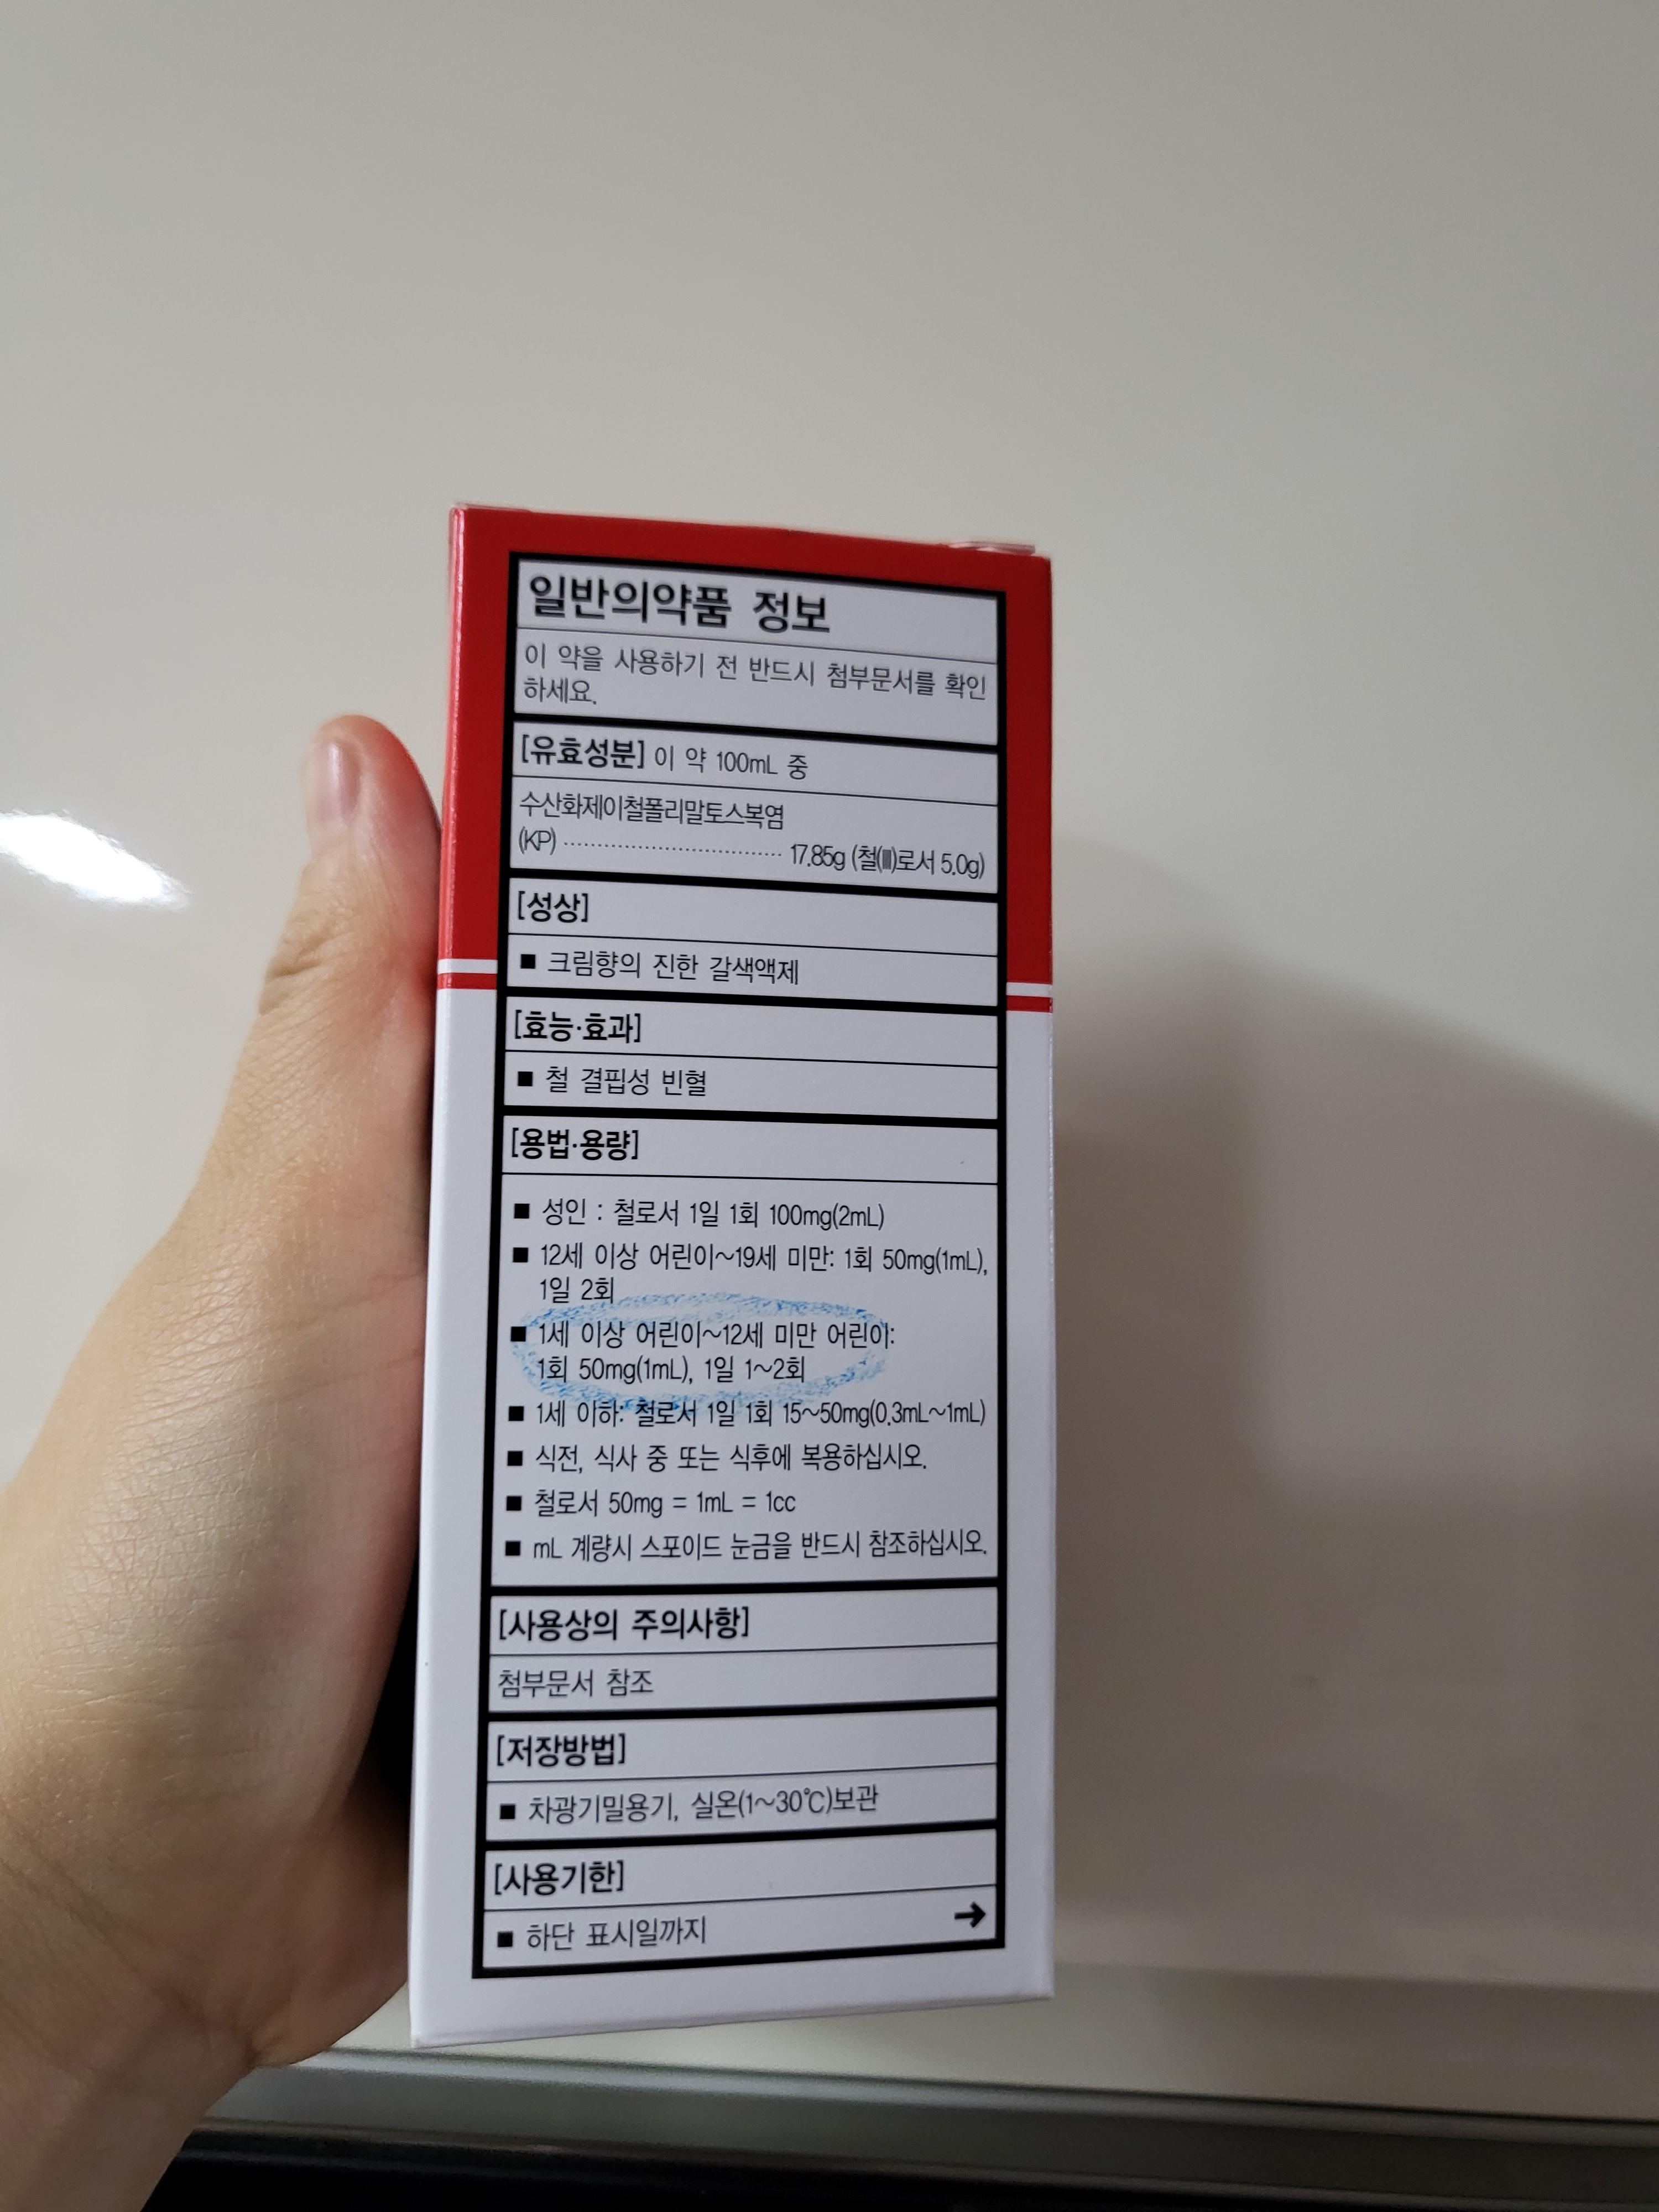 일반의약품 정보
이 약을 사용하기 전 반드시 첨부문서를 확인
하세요.
[유효성분] 이 약 100mL 중
수산화제이철폴리말토스복염
(KP) ································ 17.85g (철(Ⅲ)로서 5.0g)
[성상]
■ 크림향의 진한 갈색액제
[효능·효과]
■ 철 결핍성 빈혈
[용법·용량]
■ 성인 : 철로서 1일 1회 100mg(2mL)
■ 12세 이상 어린이~19세 미만: 1회 50mg(1mL),
1일 2회
■ 1세 이상 어린이~12세 미만 어린이:
1회 50mg(1mL), 1일 1~2회
■ 1세 이하: 철로서 1일 1회 15~50mg(0.3mL~1mL)
■ 식전, 식사 중 또는 식후에 복용하십시오.
■ 철로서 50mg = 1mL = 1cc
■ mL 계량시 스포이드 눈금을 반드시 참조하십시오.
[사용상의 주의사항]
첨부문서 참조
[저장방법]
■ 차광기밀용기, 실온(1~30℃)보관
[사용기한]
■ 하단 표시일까지 →